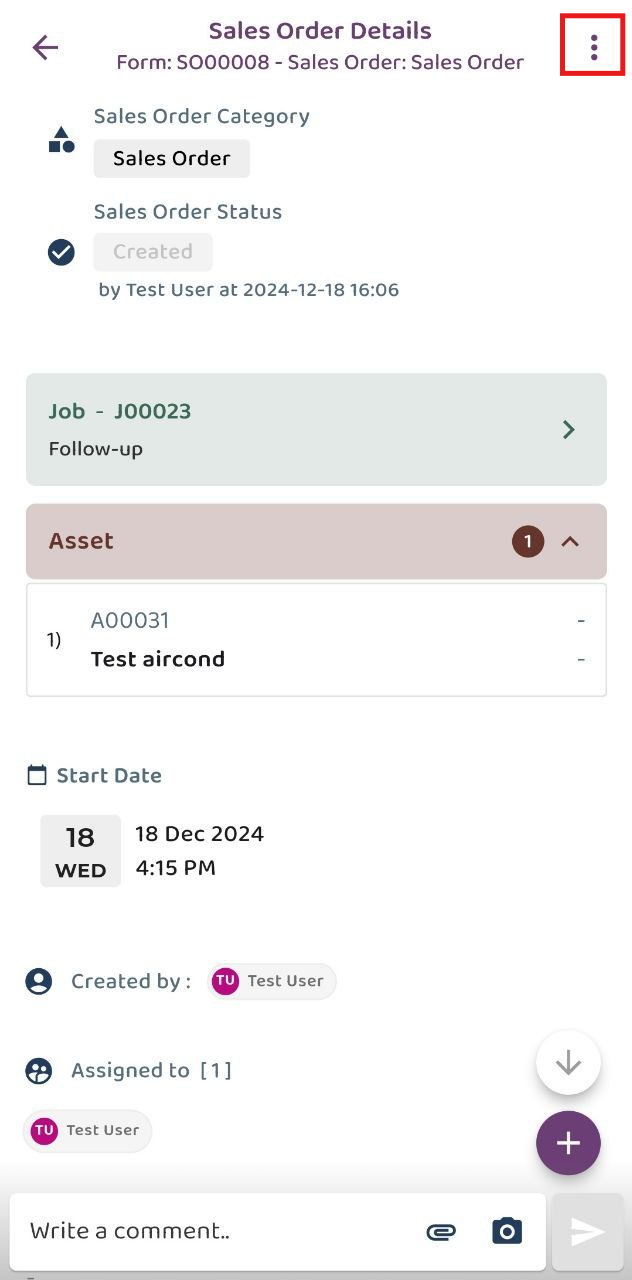 Sales Order Details
Form: SO00008 - Sales Order: Sales Order
Sales Order Category
Sales Order
Sales Order Status
Created
by Test User at 2024-12-18 16:06
Job - J00023
Follow-up
Asset 1
1) A00031 -
Test aircond -
Start Date
18 WED
18 Dec 2024
4:15 PM
Created by : TU Test User
Assigned to [ 1 ]
TU Test User
Write a comment..